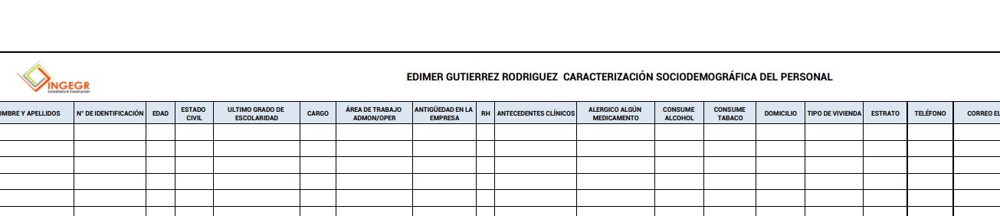 INGEGR
Consultoría & Construcción
EDIMER GUTIERREZ RODRIGUEZ CARACTERIZACIÓN SOCIODEMOGRÁFICA DEL PERSONAL
OMBRE Y APELLIDOS
N° DE IDENTIFICACIÓN
EDAD
ESTADO
CIVIL
ULTIMO GRADO DE
ESCOLARIDAD
CARGO
ÁREA DE TRABAJO
ADMON/OPER
ANTIGÜEDAD EN LA
EMPRESA
RH
ANTECEDENTES CLÍNICOS
ALERGICO ALGÚN
MEDICAMENTO
CONSUME
ALCOHOL
CONSUME
TABACO
DOMICILIO
TIPO DE VIVIENDA
ESTRATO
TELÉFONO
CORREO EL